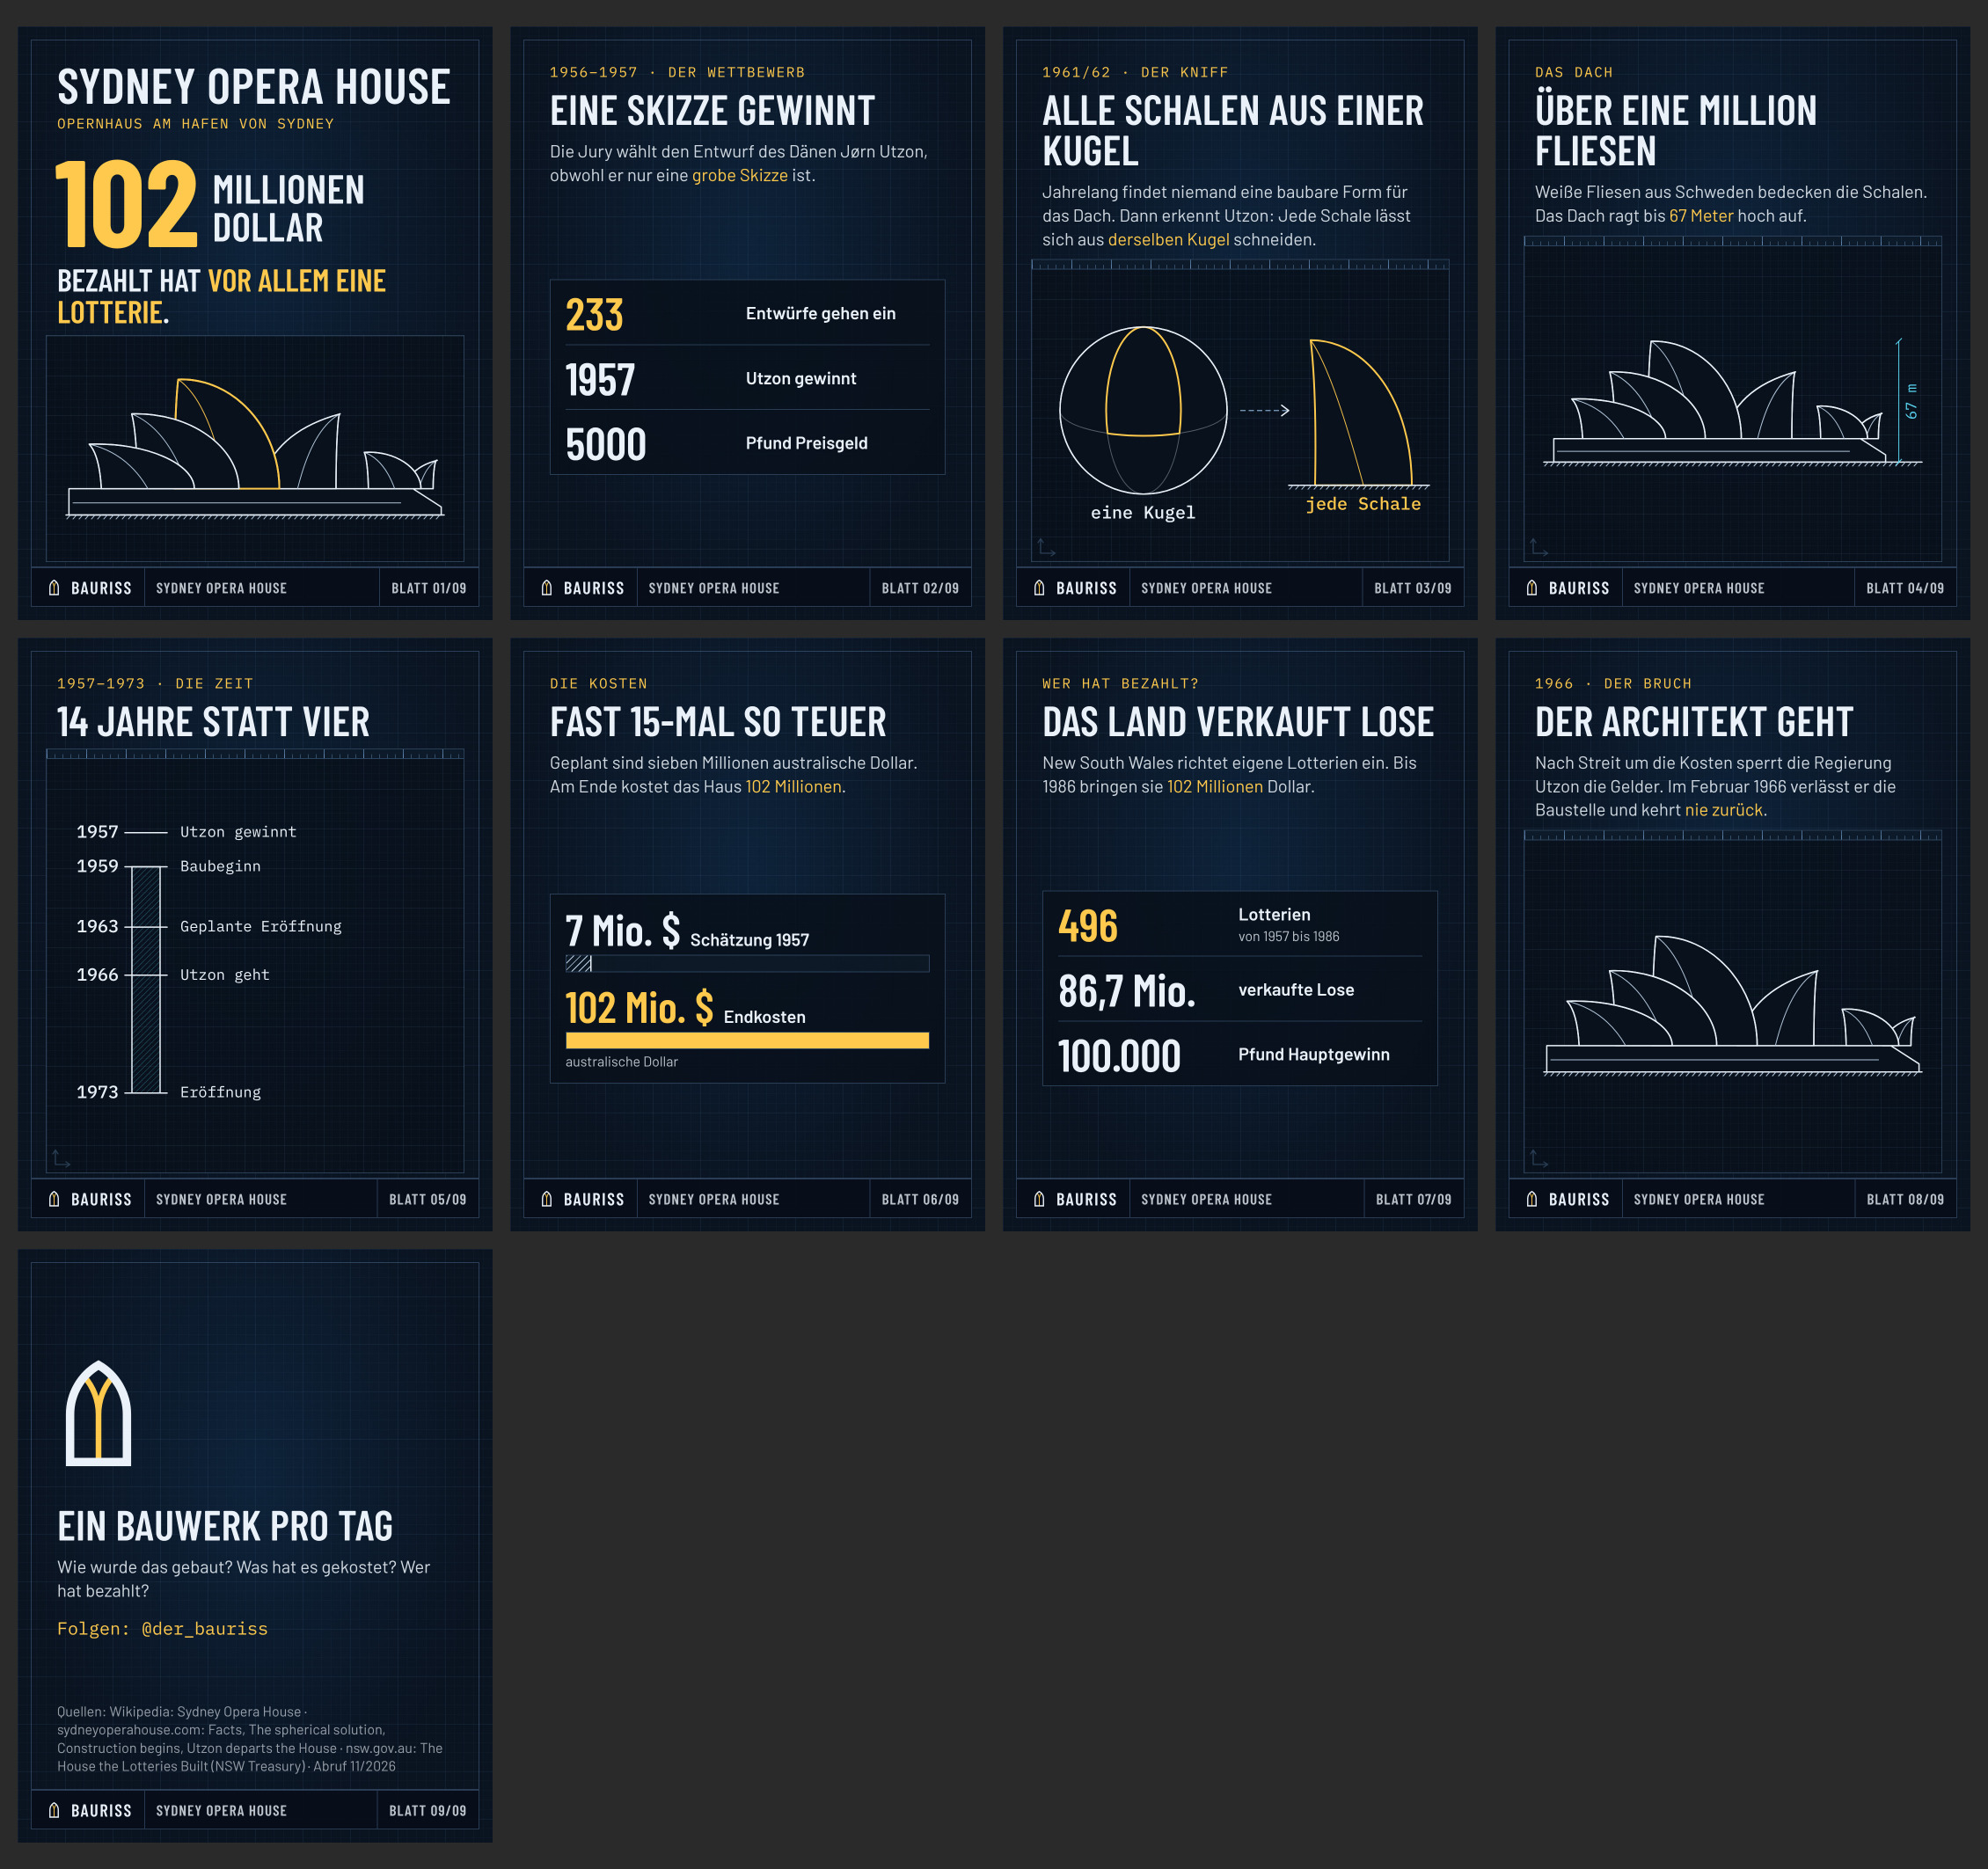 SYDNEY OPERA HOUSE
OPERNHAUS AM HAFEN VON SYDNEY
102 MILLIONEN
DOLLAR
BEZAHLT HAT VOR ALLEM EINE
LOTTERIE.
BAURISS SYDNEY OPERA HOUSE BLATT 01/09
1956–1957 · DER WETTBEWERB
EINE SKIZZE GEWINNT
Die Jury wählt den Entwurf des Dänen Jørn Utzon,
obwohl er nur eine grobe Skizze ist.
233 Entwürfe gehen ein
1957 Utzon gewinnt
5000 Pfund Preisgeld
BAURISS SYDNEY OPERA HOUSE BLATT 02/09
1961/62 · DER KNIFF
ALLE SCHALEN AUS EINER
KUGEL
Jahrelang findet niemand eine baubare Form für
das Dach. Dann erkennt Utzon: Jede Schale lässt
sich aus derselben Kugel schneiden.
eine Kugel
jede Schale
BAURISS SYDNEY OPERA HOUSE BLATT 03/09
DAS DACH
ÜBER EINE MILLION
FLIESEN
Weiße Fliesen aus Schweden bedecken die Schalen.
Das Dach ragt bis 67 Meter hoch auf.
67 m
BAURISS SYDNEY OPERA HOUSE BLATT 04/09
1957–1973 · DIE ZEIT
14 JAHRE STATT VIER
1957 Utzon gewinnt
1959 Baubeginn
1963 Geplante Eröffnung
1966 Utzon geht
1973 Eröffnung
BAURISS SYDNEY OPERA HOUSE BLATT 05/09
DIE KOSTEN
FAST 15-MAL SO TEUER
Geplant sind sieben Millionen australische Dollar.
Am Ende kostet das Haus 102 Millionen.
7 Mio. $ Schätzung 1957
102 Mio. $ Endkosten
australische Dollar
BAURISS SYDNEY OPERA HOUSE BLATT 06/09
WER HAT BEZAHLT?
DAS LAND VERKAUFT LOSE
New South Wales richtet eigene Lotterien ein. Bis
1986 bringen sie 102 Millionen Dollar.
496 Lotterien
von 1957 bis 1986
86,7 Mio. verkaufte Lose
100.000 Pfund Hauptgewinn
BAURISS SYDNEY OPERA HOUSE BLATT 07/09
1966 · DER BRUCH
DER ARCHITEKT GEHT
Nach Streit um die Kosten sperrt die Regierung
Utzon die Gelder. Im Februar 1966 verlässt er die
Baustelle und kehrt nie zurück.
BAURISS SYDNEY OPERA HOUSE BLATT 08/09
EIN BAUWERK PRO TAG
Wie wurde das gebaut? Was hat es gekostet? Wer
hat bezahlt?
Folgen: @der_bauriss
Quellen: Wikipedia: Sydney Opera House ·
sydneyoperahouse.com: Facts, The spherical solution,
Construction begins, Utzon departs the House · nsw.gov.au: The
House the Lotteries Built (NSW Treasury) · Abruf 11/2026
BAURISS SYDNEY OPERA HOUSE BLATT 09/09